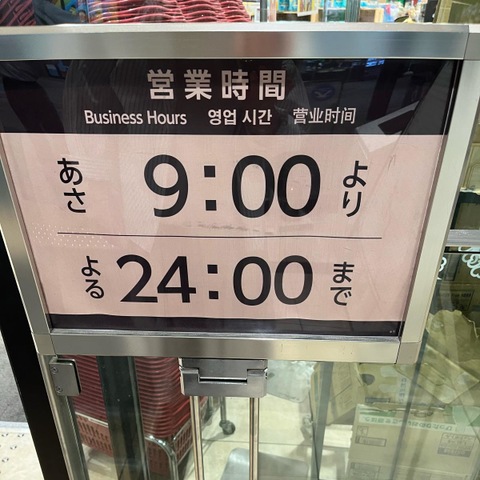 営業時間
Business Hours 영업 시간 营业时间
あさ 9:00 より
よる 24:00 まで